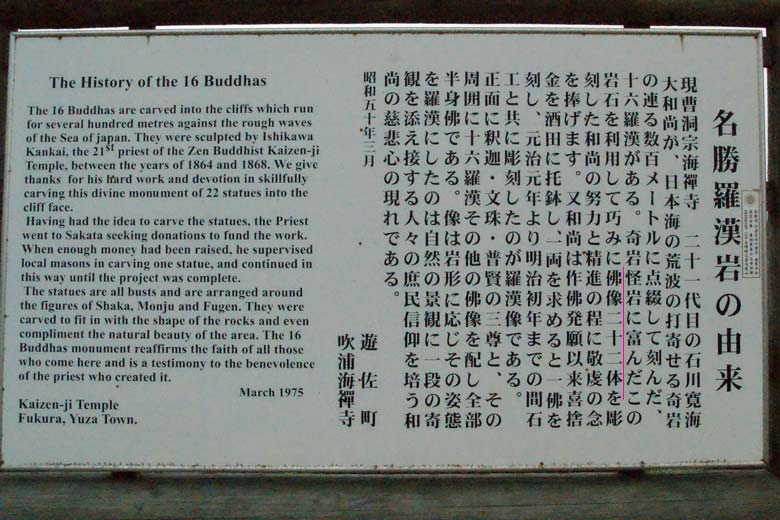 The History of the 16 Buddhas
The 16 Buddhas are carved into the cliffs which run
for several hundred metres against the rough waves
of the Sea of japan. They were sculpted by Ishikawa
Kankai, the 21st priest of the Zen Buddhist Kaizen-ji
Temple, between the years of 1864 and 1868. We give
thanks for his hard work and devotion in skillfully
carving this divine monument of 22 statues into the
cliff face.
Having had the idea to carve the statues, the Priest
went to Sakata seeking donations to fund the work.
When enough money had been raised, he supervised
local masons in carving one statue, and continued in
this way until the project was complete.
The statues are all busts and are arranged around
the figures of Shaka, Monju and Fugen. They were
carved to fit in with the shape of the rocks and even
compliment the natural beauty of the area. The 16
Buddhas monument reaffirms the faith of all those
who come here and is a testimony to the benevolence
of the priest who created it.
March 1975
Kaizen-ji Temple
Fukura, Yuza Town.
名勝羅漢岩の由来
現曹洞宗海禪寺 二十一代目の石川寛海
大和尚が、日本海の荒波の打寄せる奇岩
の連る数百メートルに点綴して刻んだ、
十六羅漢がある。奇岩怪岩に富んだこの
岩石を利用して巧みに佛像二十二体を彫
刻した和尚の努力と精進の程に敬虔の念
を捧げます。又和尚は作佛発願以来喜捨
金を酒田に托鉢し、一両を求めると一佛を
刻し、元治元年より明治初年までの間石
工と共に彫刻したのが羅漢像である。
正面に釈迦・文珠・普賢の三尊と、その
周囲に十六羅漢その他の佛像を配し全部
半身佛である。像は岩形に応じその姿態
を羅漢にしたのは自然の景観に一段の寄
観を添え接する人々の庶民信仰を培う和
尚の慈悲心の現れである。
昭和五十年三月
遊佐町
吹浦海禪寺